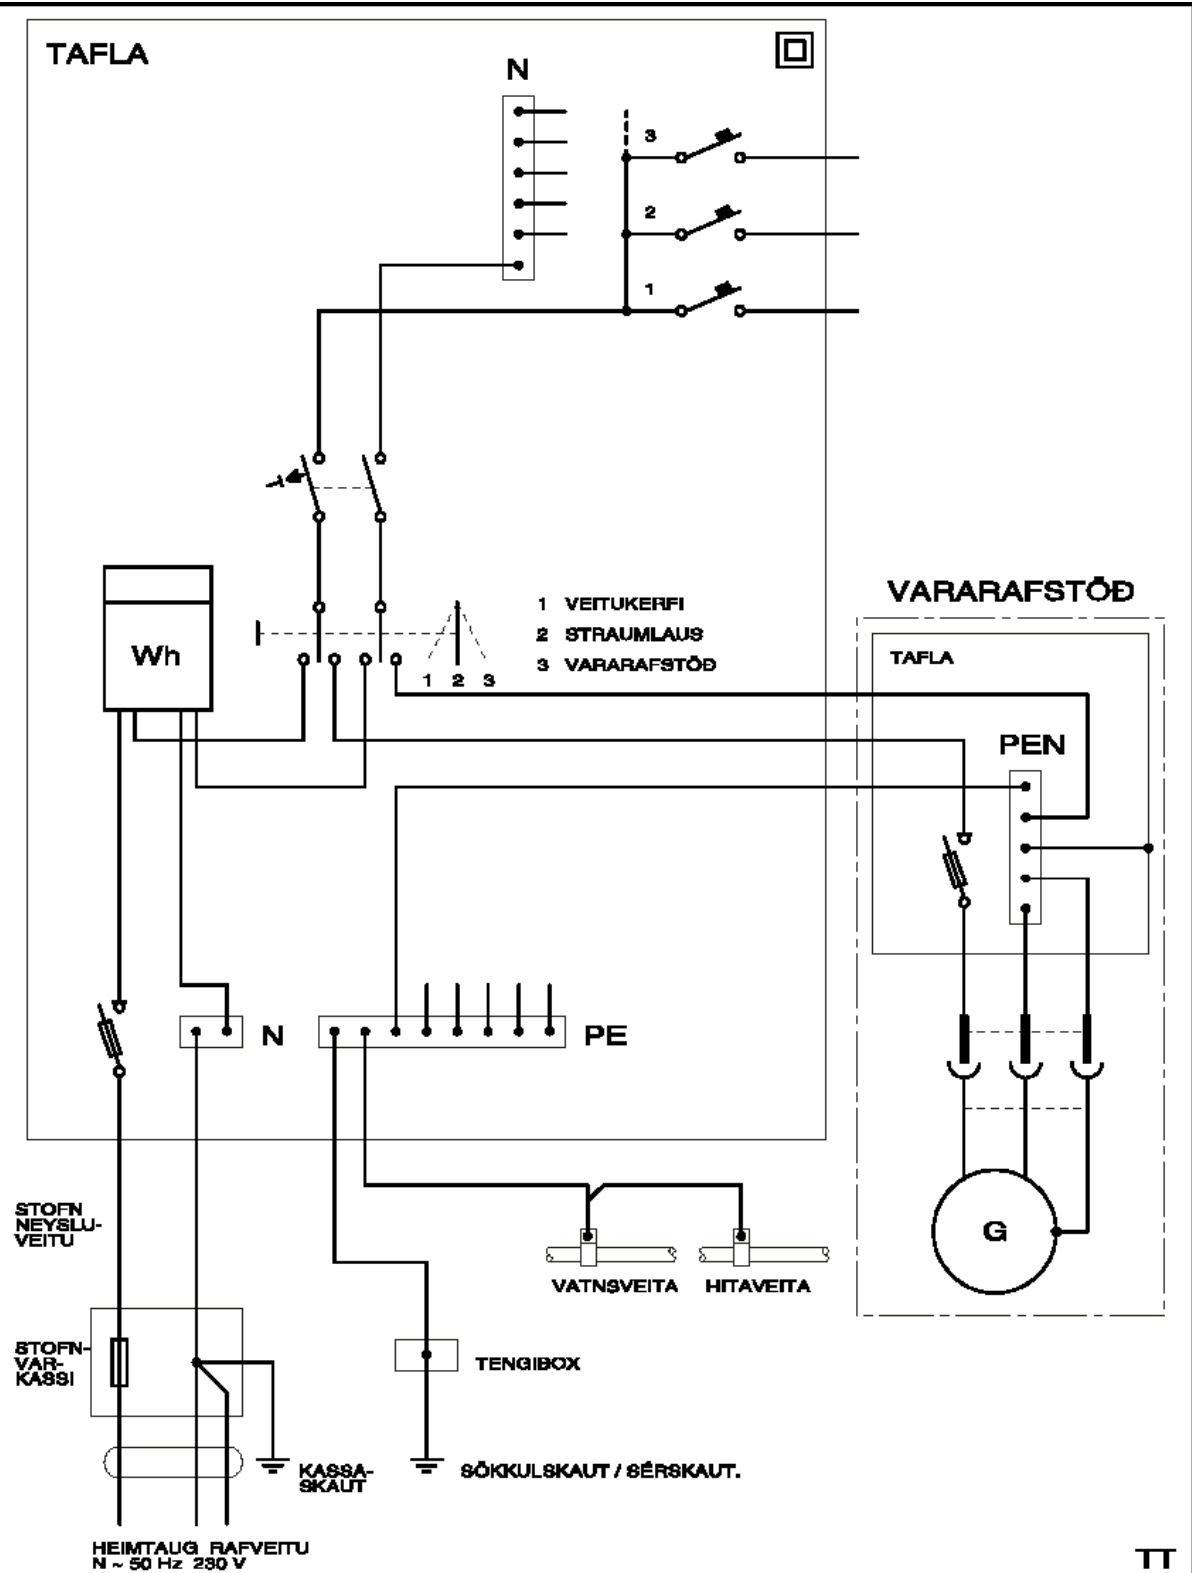 TAFLA
N
3
2
1
1 VEITUKERFI
2 STRAUMLAUS
3 VARARAFSTÖÐ
1 2 3
Wh
VARARAFSTÖÐ
TAFLA
PEN
N
PE
G
STOFN
NEYSLU-
VEITU
VATNSVEITA
HITAVEITA
STOFN-
VAR-
KASSI
TENGIBOX
KASSA-
SKAUT
SÖKKULSKAUT / SÉRSKAUT.
HEIMTAUG RAFVEITU
N ~ 50 Hz 230 V
TT